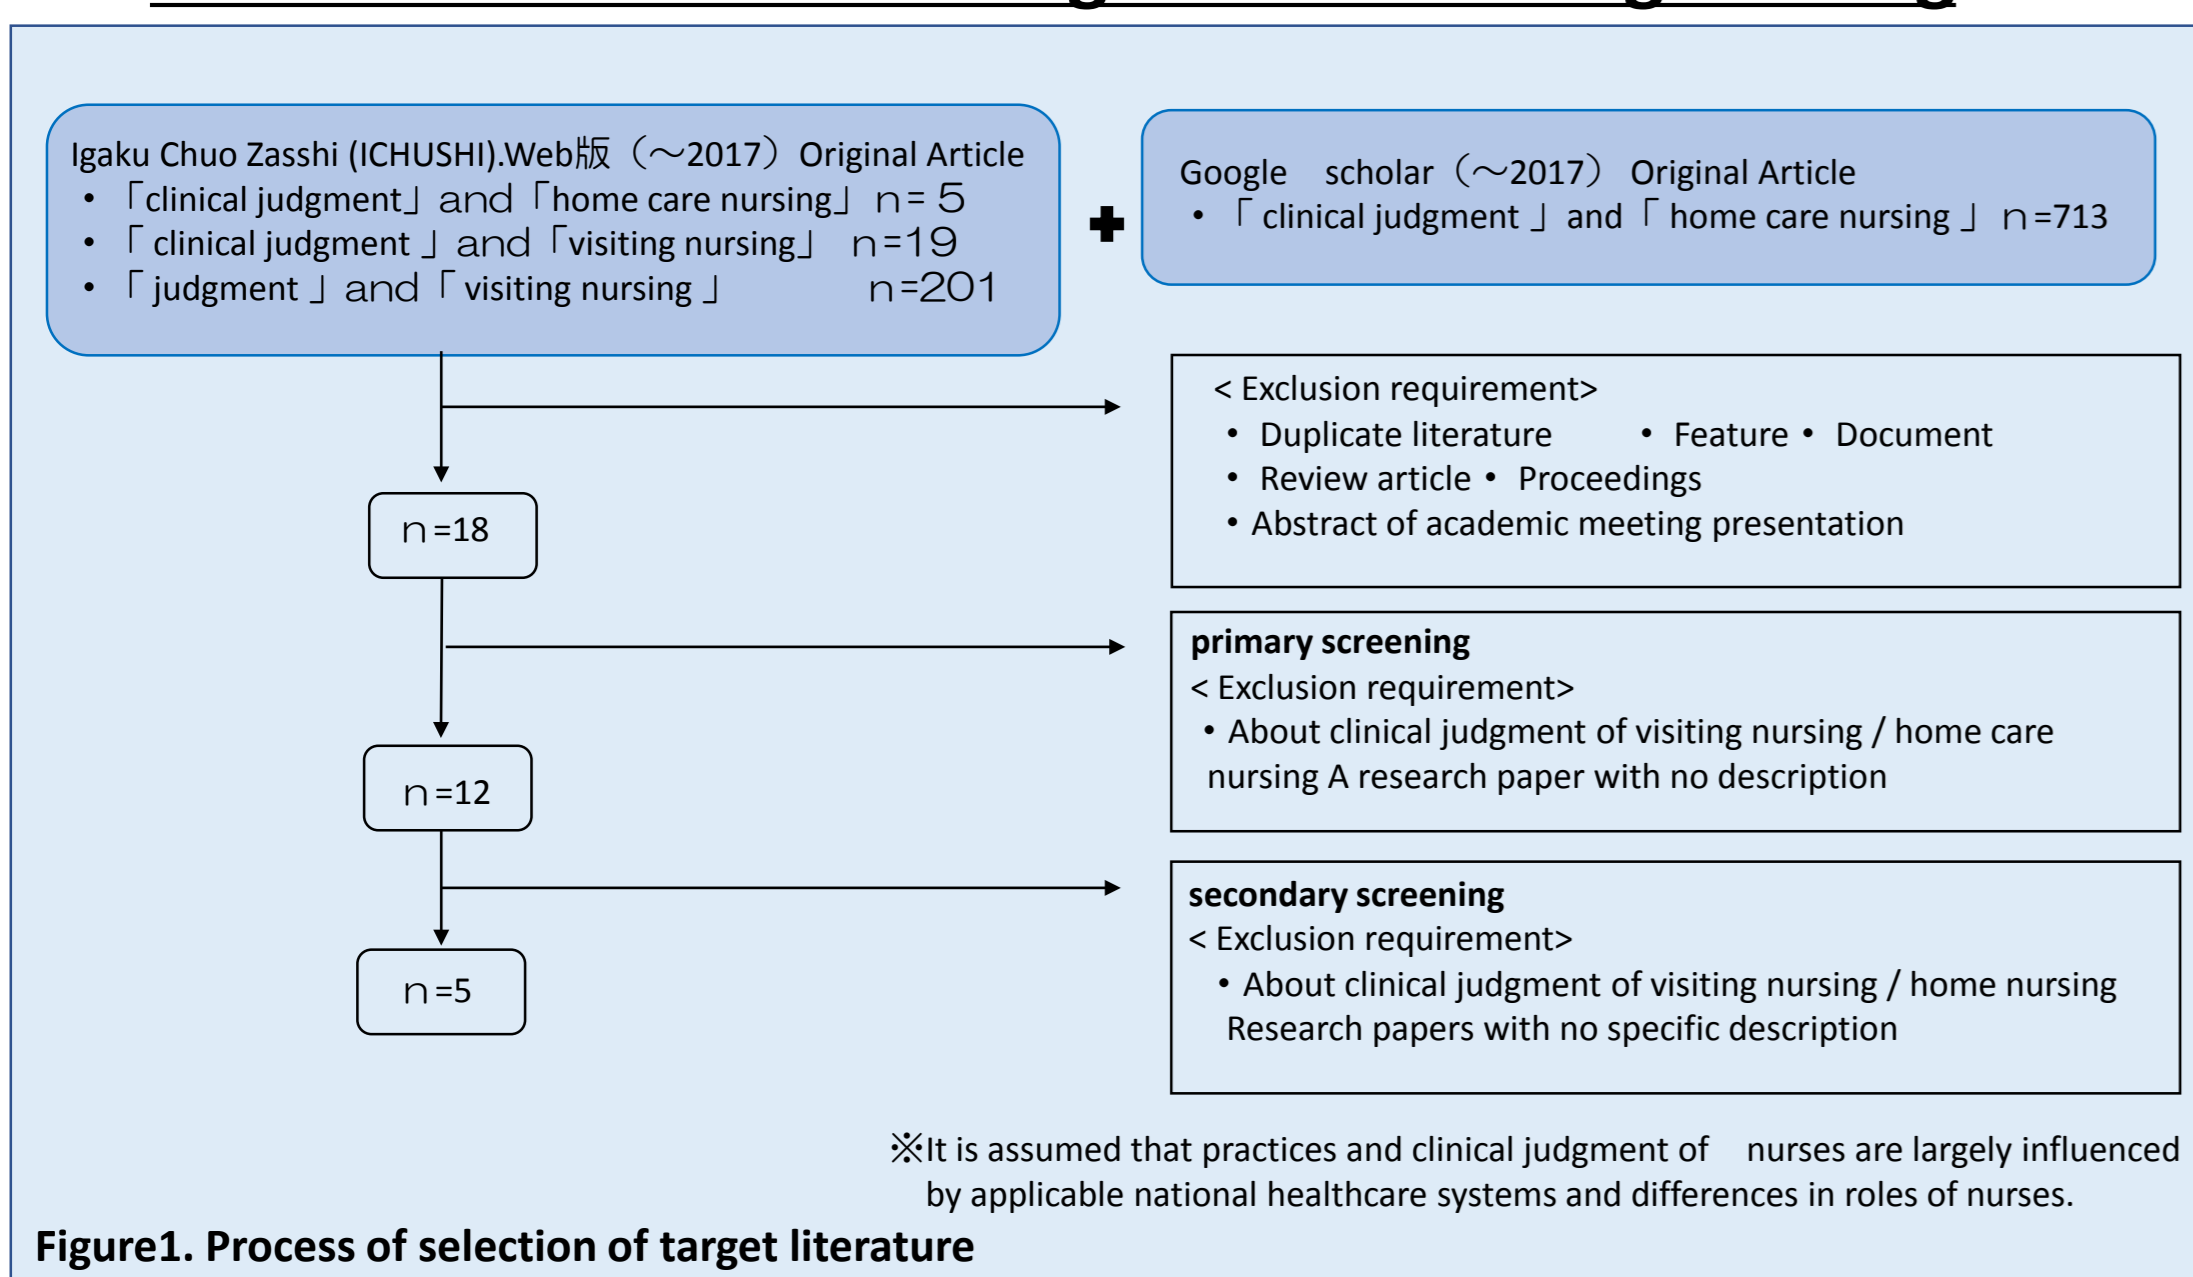 Igaku Chuo Zasshi (ICHUSHI).Web版（～2017）Original Article
• 「clinical judgment」and「home care nursing」n= 5
• 「 clinical judgment 」and「visiting nursing」 n=19
• 「 judgment 」and「 visiting nursing 」 n=201
Google scholar（～2017） Original Article
• 「 clinical judgment 」and「 home care nursing 」 n=713
< Exclusion requirement>
• Duplicate literature • Feature • Document
• Review article • Proceedings
• Abstract of academic meeting presentation
n=18
primary screening
< Exclusion requirement>
• About clinical judgment of visiting nursing / home care
nursing A research paper with no description
n=12
secondary screening
< Exclusion requirement>
• About clinical judgment of visiting nursing / home nursing
Research papers with no specific description
n=5
※It is assumed that practices and clinical judgment of nurses are largely influenced
by applicable national healthcare systems and differences in roles of nurses.
Figure1. Process of selection of target literature